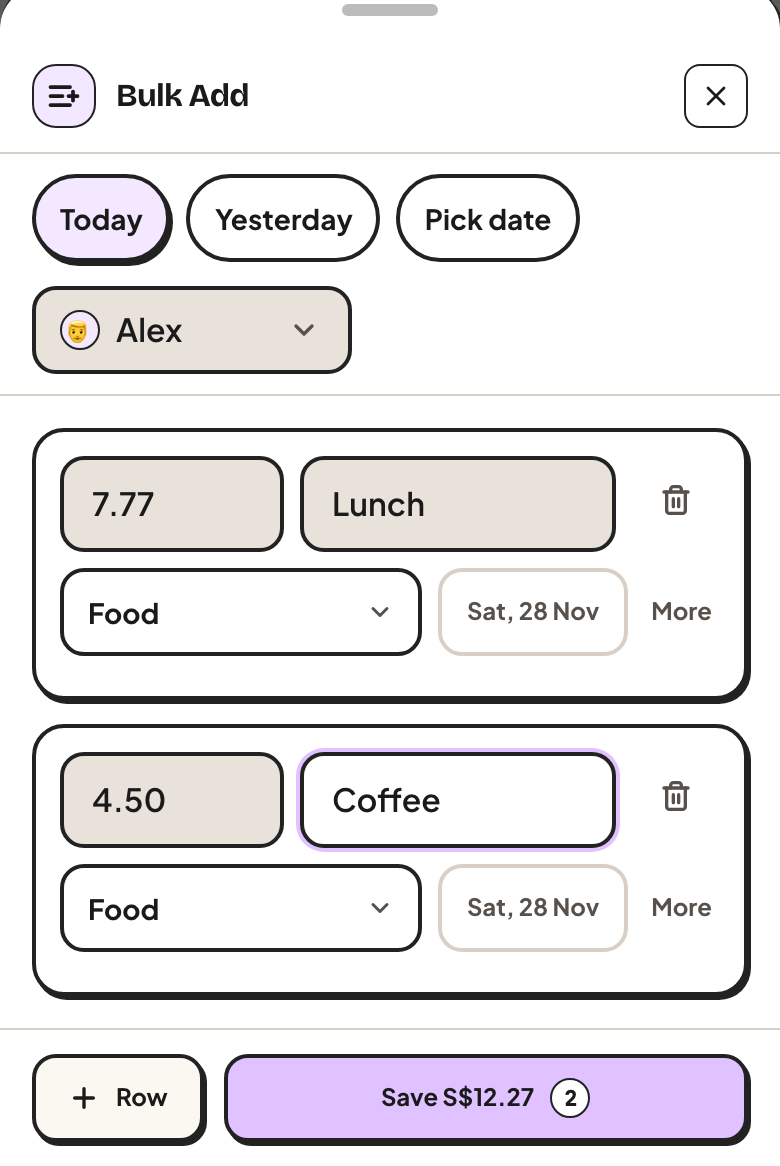 Bulk Add
Today Yesterday Pick date
Alex
7.77 Lunch
Food Sat, 28 Nov More
4.50 Coffee
Food Sat, 28 Nov More
Row Save S$12.27 2